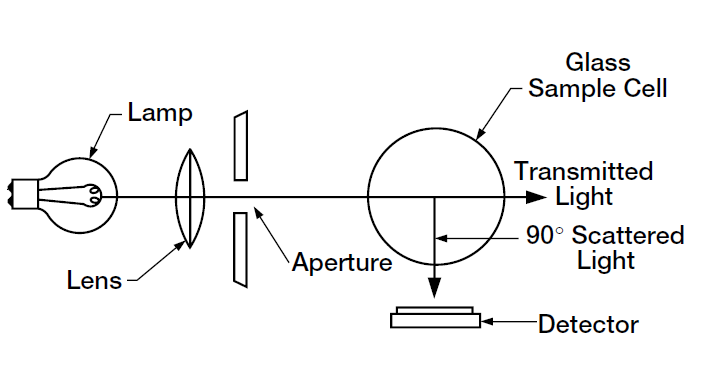 Glass
Sample Cell
Lamp
Transmitted
Light
90° Scattered
Light
Aperture
Lens
Detector